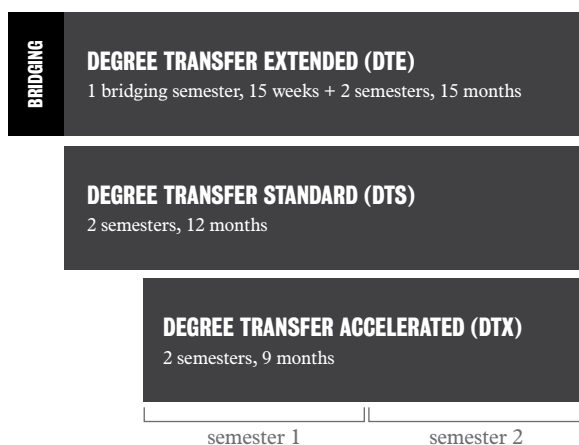 BRIDGING
DEGREE TRANSFER EXTENDED (DTE)
1 bridging semester, 15 weeks + 2 semesters, 15 months
DEGREE TRANSFER STANDARD (DTS)
2 semesters, 12 months
DEGREE TRANSFER ACCELERATED (DTX)
2 semesters, 9 months
semester 1 semester 2